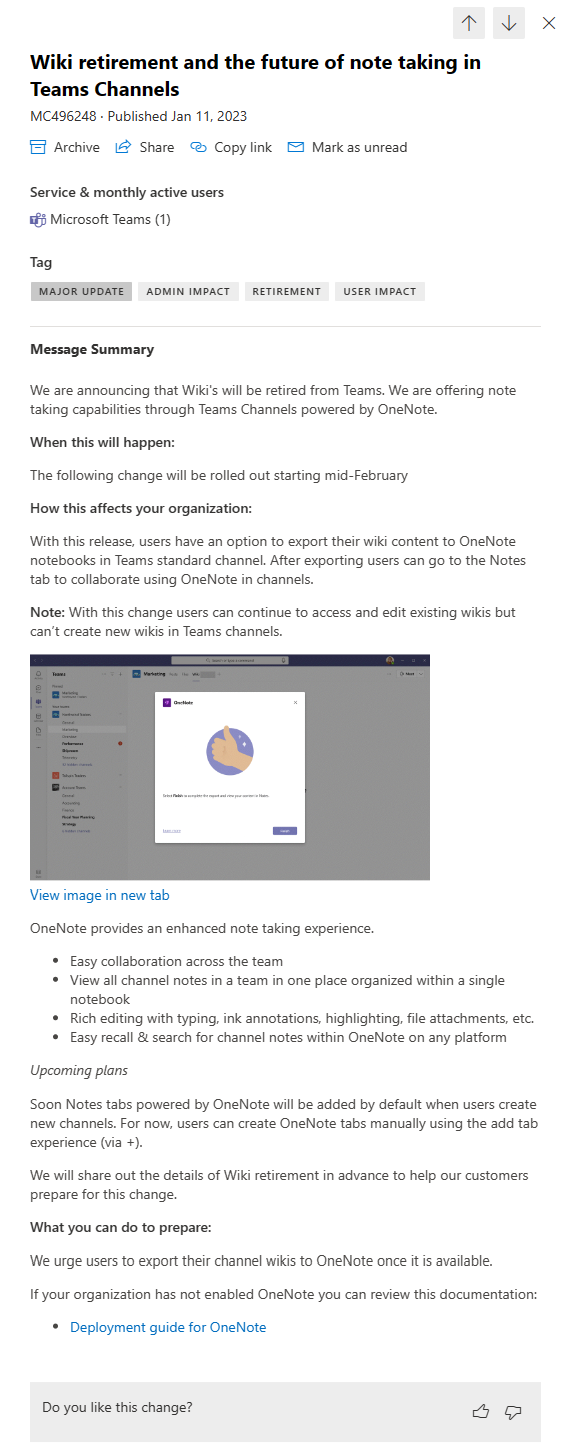 Wiki retirement and the future of note taking in
Teams Channels
MC496248 · Published Jan 11, 2023
Archive Share Copy link Mark as unread
Service & monthly active users
Microsoft Teams (1)
Tag
MAJOR UPDATE ADMIN IMPACT RETIREMENT USER IMPACT
Message Summary
We are announcing that Wiki's will be retired from Teams. We are offering note
taking capabilities through Teams Channels powered by OneNote.
When this will happen:
The following change will be rolled out starting mid-February
How this affects your organization:
With this release, users have an option to export their wiki content to OneNote
notebooks in Teams standard channel. After exporting users can go to the Notes
tab to collaborate using OneNote in channels.
Note: With this change users can continue to access and edit existing wikis but
can’t create new wikis in Teams channels.
Teams
Marketing
OneNote
View image in new tab
OneNote provides an enhanced note taking experience.
• Easy collaboration across the team
• View all channel notes in a team in one place organized within a single
notebook
• Rich editing with typing, ink annotations, highlighting, file attachments, etc.
• Easy recall & search for channel notes within OneNote on any platform
Upcoming plans
Soon Notes tabs powered by OneNote will be added by default when users create
new channels. For now, users can create OneNote tabs manually using the add tab
experience (via +).
We will share out the details of Wiki retirement in advance to help our customers
prepare for this change.
What you can do to prepare:
We urge users to export their channel wikis to OneNote once it is available.
If your organization has not enabled OneNote you can review this documentation:
• Deployment guide for OneNote
Do you like this change?